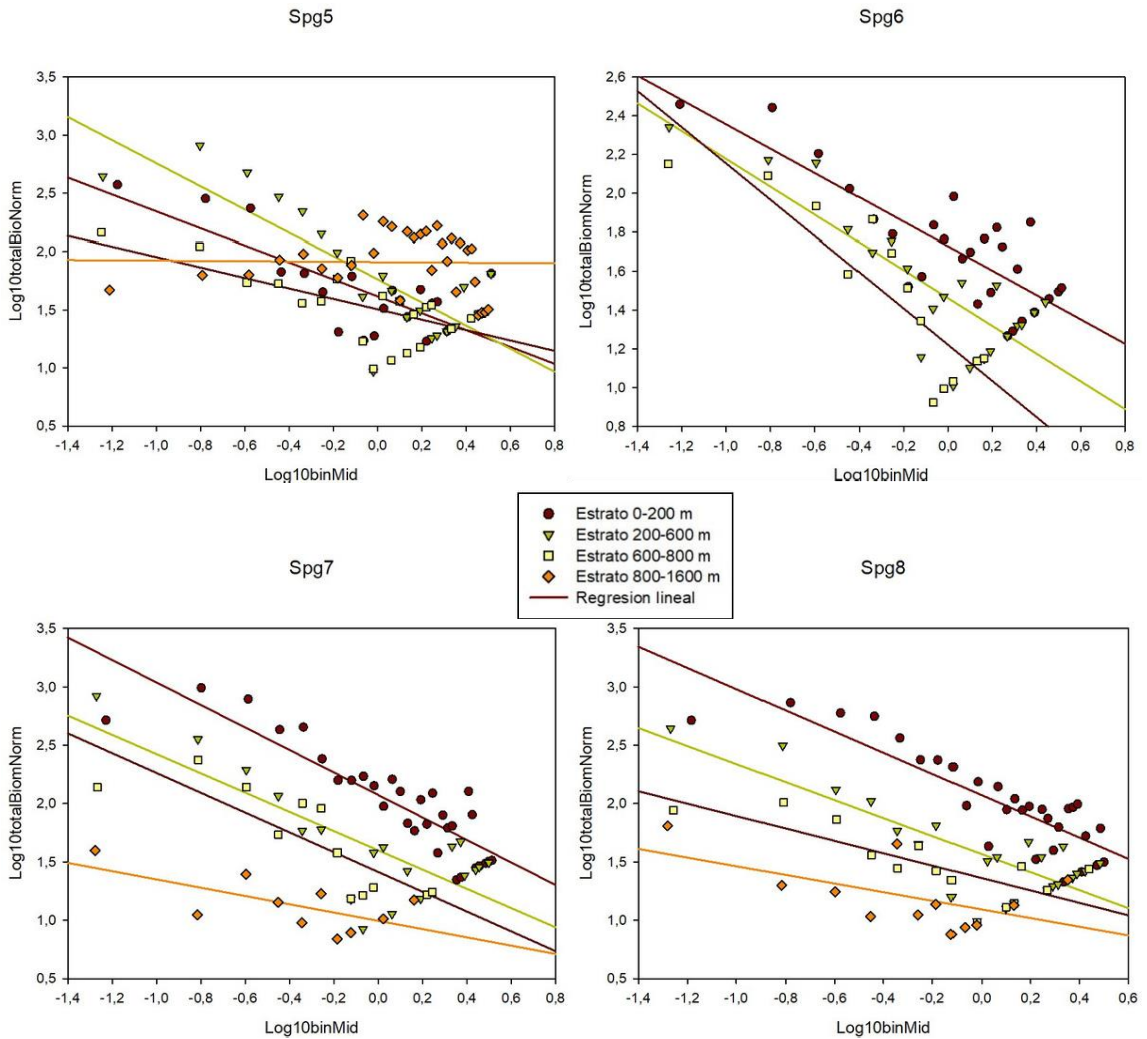 Spg5
Spg6
3,5
3,0
2,5
2,0
1,5
1,0
0,5
Log10totalBioNorm
-1,4 -1,2 -1,0 -0,8 -0,6 -0,4 -0,2 0,0 0,2 0,4 0,6 0,8
Log10binMid
2,6
2,4
2,2
2,0
1,8
1,6
1,4
1,2
1,0
0,8
Log10totalBiomNorm
-1,4 -1,2 -1,0 -0,8 -0,6 -0,4 -0,2 0,0 0,2 0,4 0,6 0,8
Log10binMid
Estrato 0-200 m
Estrato 200-600 m
Estrato 600-800 m
Estrato 800-1600 m
Regresion lineal
Spg7
Spg8
3,5
3,0
2,5
2,0
1,5
1,0
0,5
Log10totalBiomNorm
-1,4 -1,2 -1,0 -0,8 -0,6 -0,4 -0,2 0,0 0,2 0,4 0,6 0,8
Log10binMid
3,5
3,0
2,5
2,0
1,5
1,0
0,5
Log10totalBiomNorm
-1,4 -1,2 -1,0 -0,8 -0,6 -0,4 -0,2 0,0 0,2 0,4 0,6
Log10binMid